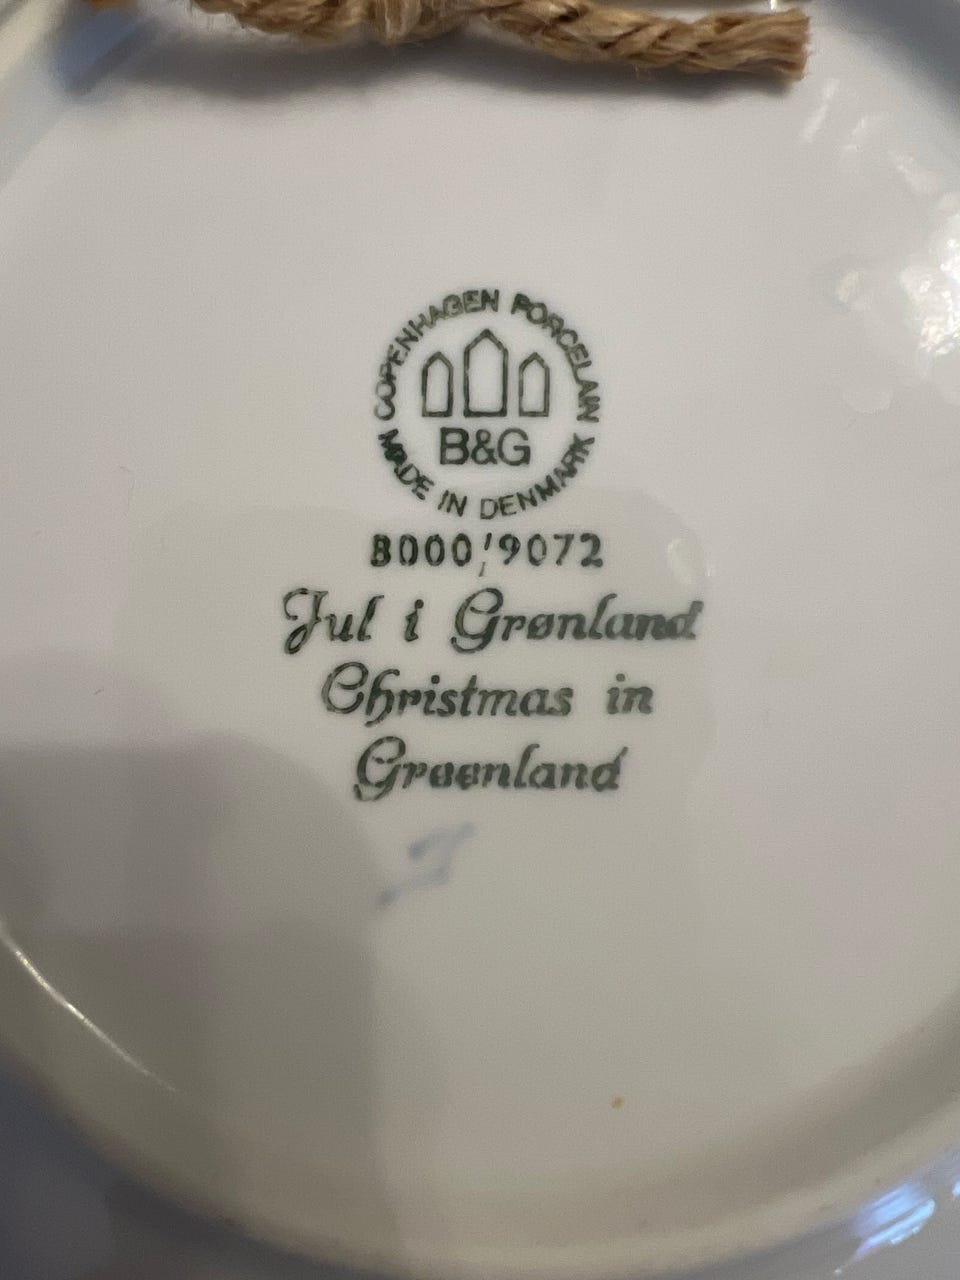 COPENHAGEN PORCELAIN
B&G
MADE IN DENMARK
8000/9072
Jul i Grønland
Christmas in
Greenland